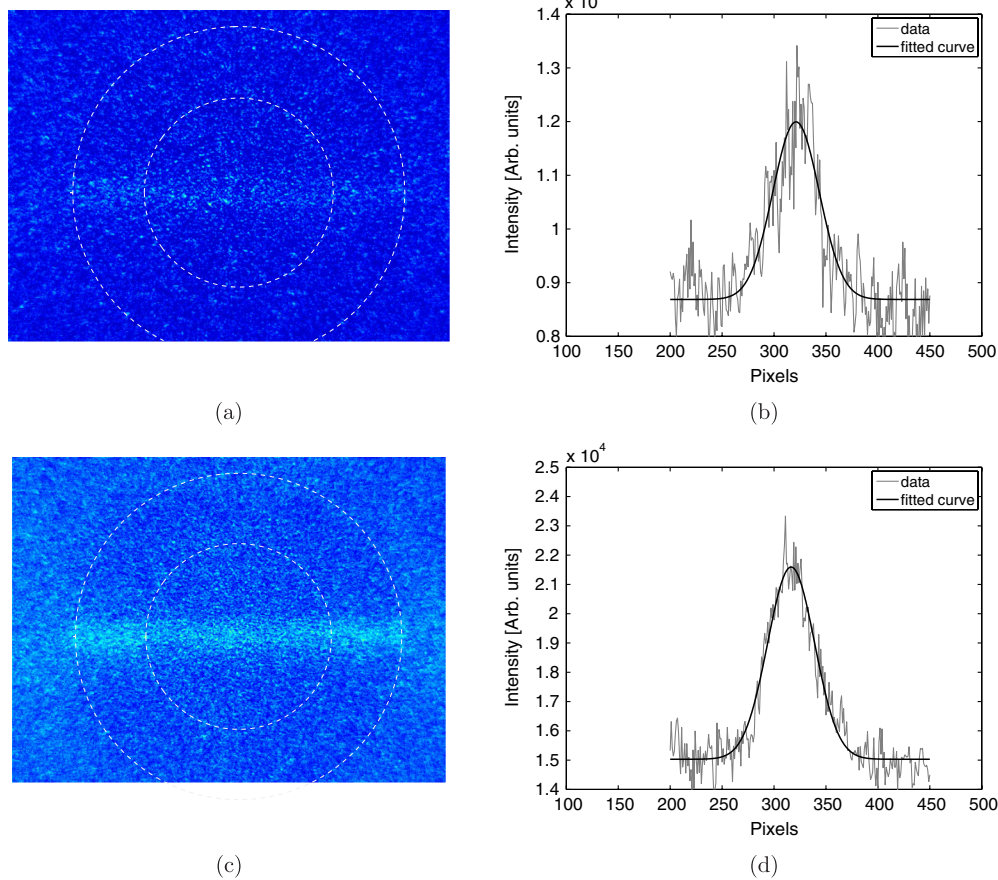 x 10
1.4
1.3
1.2
1.1
1
0.9
0.8
Intensity [Arb. units]
data
fitted curve
100 150 200 250 300 350 400 450 500
Pixels
(a)
(b)
x 10⁴
2.5
2.4
2.3
2.2
2.1
2
1.9
1.8
1.7
1.6
1.5
1.4
Intensity [Arb. units]
data
fitted curve
100 150 200 250 300 350 400 450 500
Pixels
(c)
(d)